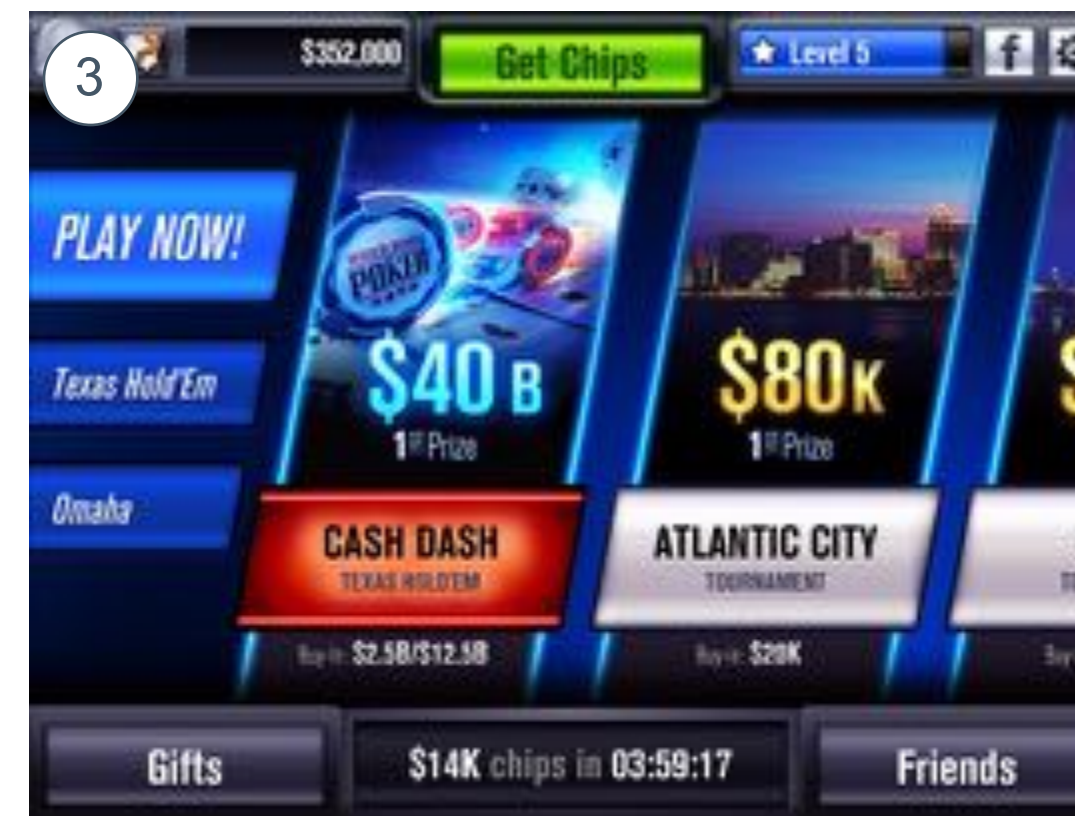 3
$352,000
Get Chips
Level 5
f
PLAY NOW!
Texas Hold'Em
Omaha
POKER
$40 B
1ST Prize
CASH DASH
TEXAS HOLD'EM
Buy-in: $2.5B/$12.5B
$80K
1ST Prize
ATLANTIC CITY
TOURNAMENT
Buy-in: $20K
$
Gifts
$14K chips in 03:59:17
Friends